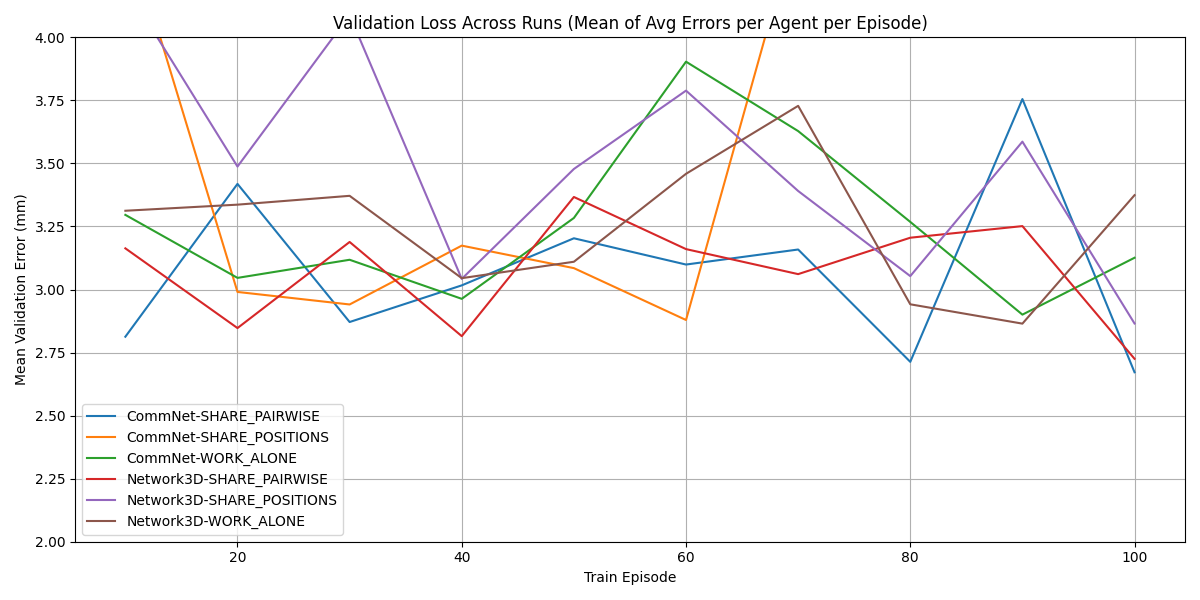 Validation Loss Across Runs (Mean of Avg Errors per Agent per Episode)
Mean Validation Error (mm)
4.00
3.75
3.50
3.25
3.00
2.75
2.50
2.25
2.00
CommNet-SHARE_PAIRWISE
CommNet-SHARE_POSITIONS
CommNet-WORK_ALONE
Network3D-SHARE_PAIRWISE
Network3D-SHARE_POSITIONS
Network3D-WORK_ALONE
20 40 60 80 100
Train Episode